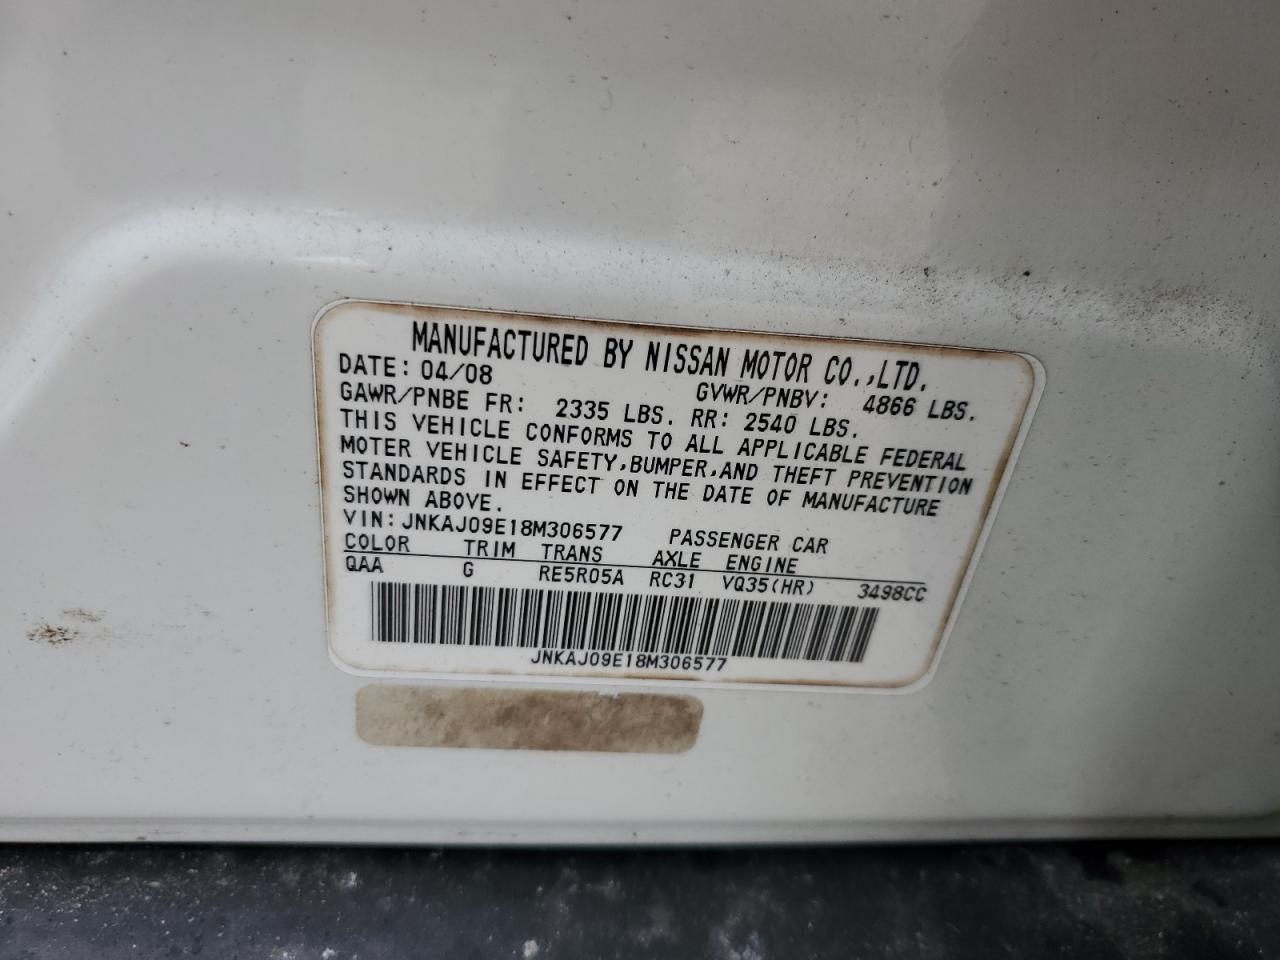 MANUFACTURED BY NISSAN MOTOR CO.,LTD.
DATE: 04/08 GVWR/PNBV: 4866 LBS.
GAWR/PNBE FR: 2335 LBS. RR: 2540 LBS.
THIS VEHICLE CONFORMS TO ALL APPLICABLE FEDERAL
MOTER VEHICLE SAFETY,BUMPER,AND THEFT PREVENTION
STANDARDS IN EFFECT ON THE DATE OF MANUFACTURE
SHOWN ABOVE.
VIN: JNKAJ09E18M306577 PASSENGER CAR
COLOR TRIM TRANS AXLE ENGINE
QAA G RE5R05A RC31 VQ35(HR) 3498CC
JNKAJ09E18M306577